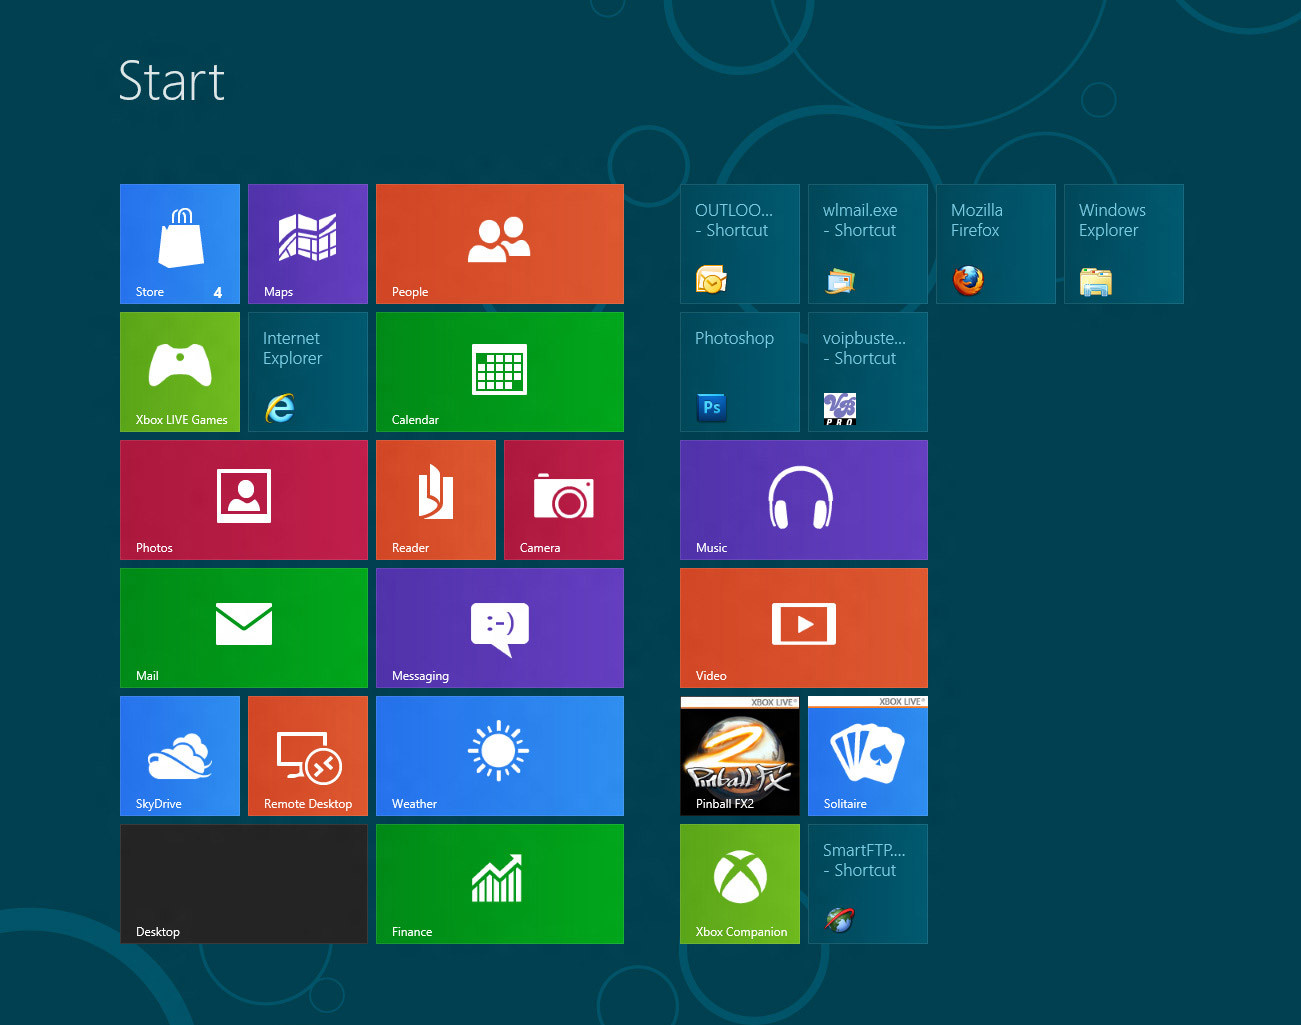 Start
Store 4
Maps
People
Xbox LIVE Games
Internet
Explorer
Calendar
Photos
Reader
Camera
Mail
:-)
Messaging
SkyDrive
Remote Desktop
Weather
Desktop
Finance
OUTLOO...
- Shortcut
wlmail.exe
- Shortcut
Mozilla
Firefox
Windows
Explorer
Photoshop
Ps
voipbuste...
- Shortcut
VB
PRO
Music
Video
XBOX LIVE®
2
Pinball FX
Pinball FX2
XBOX LIVE®
Solitaire
Xbox Companion
SmartFTP....
- Shortcut